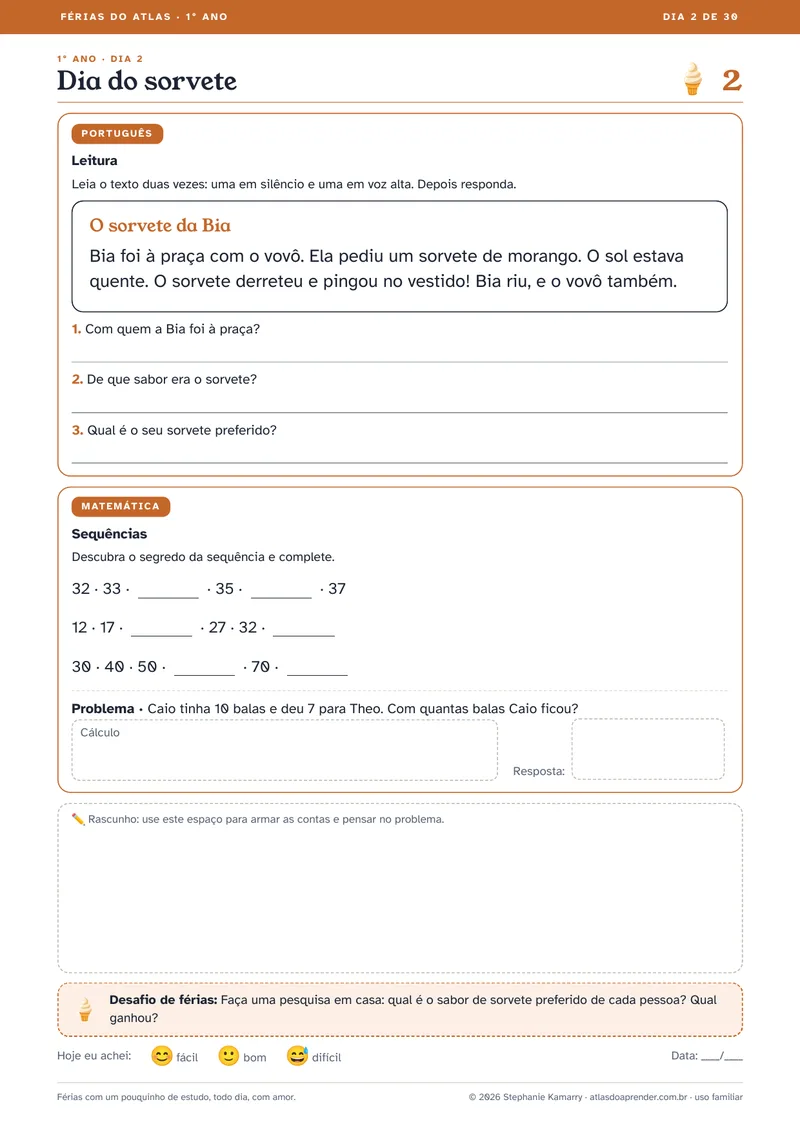 FÉRIAS DO ATLAS · 1° ANO
DIA 2 DE 30
1° ANO · DIA 2
Dia do sorvete
2
PORTUGUÊS
Leitura
Leia o texto duas vezes: uma em silêncio e uma em voz alta. Depois responda.
O sorvete da Bia
Bia foi à praça com o vovô. Ela pediu um sorvete de morango. O sol estava
quente. O sorvete derreteu e pingou no vestido! Bia riu, e o vovô também.
1. Com quem a Bia foi à praça?
2. De que sabor era o sorvete?
3. Qual é o seu sorvete preferido?
MATEMÁTICA
Sequências
Descubra o segredo da sequência e complete.
32 · 33 · _______ · 35 · _______ · 37
12 · 17 · _______ · 27 · 32 · _______
30 · 40 · 50 · _______ · 70 · _______
Problema · Caio tinha 10 balas e deu 7 para Theo. Com quantas balas Caio ficou?
Cálculo
Resposta:
✏️ Rascunho: use este espaço para armar as contas e pensar no problema.
Desafio de férias: Faça uma pesquisa em casa: qual é o sabor de sorvete preferido de cada pessoa? Qual
ganhou?
Hoje eu achei: 😊 fácil 🙂 bom 😅 difícil
Data: ___/___
Férias com um pouquinho de estudo, todo dia, com amor.
© 2026 Stephanie Kamarry · atlasdoaprender.com.br · uso familiar